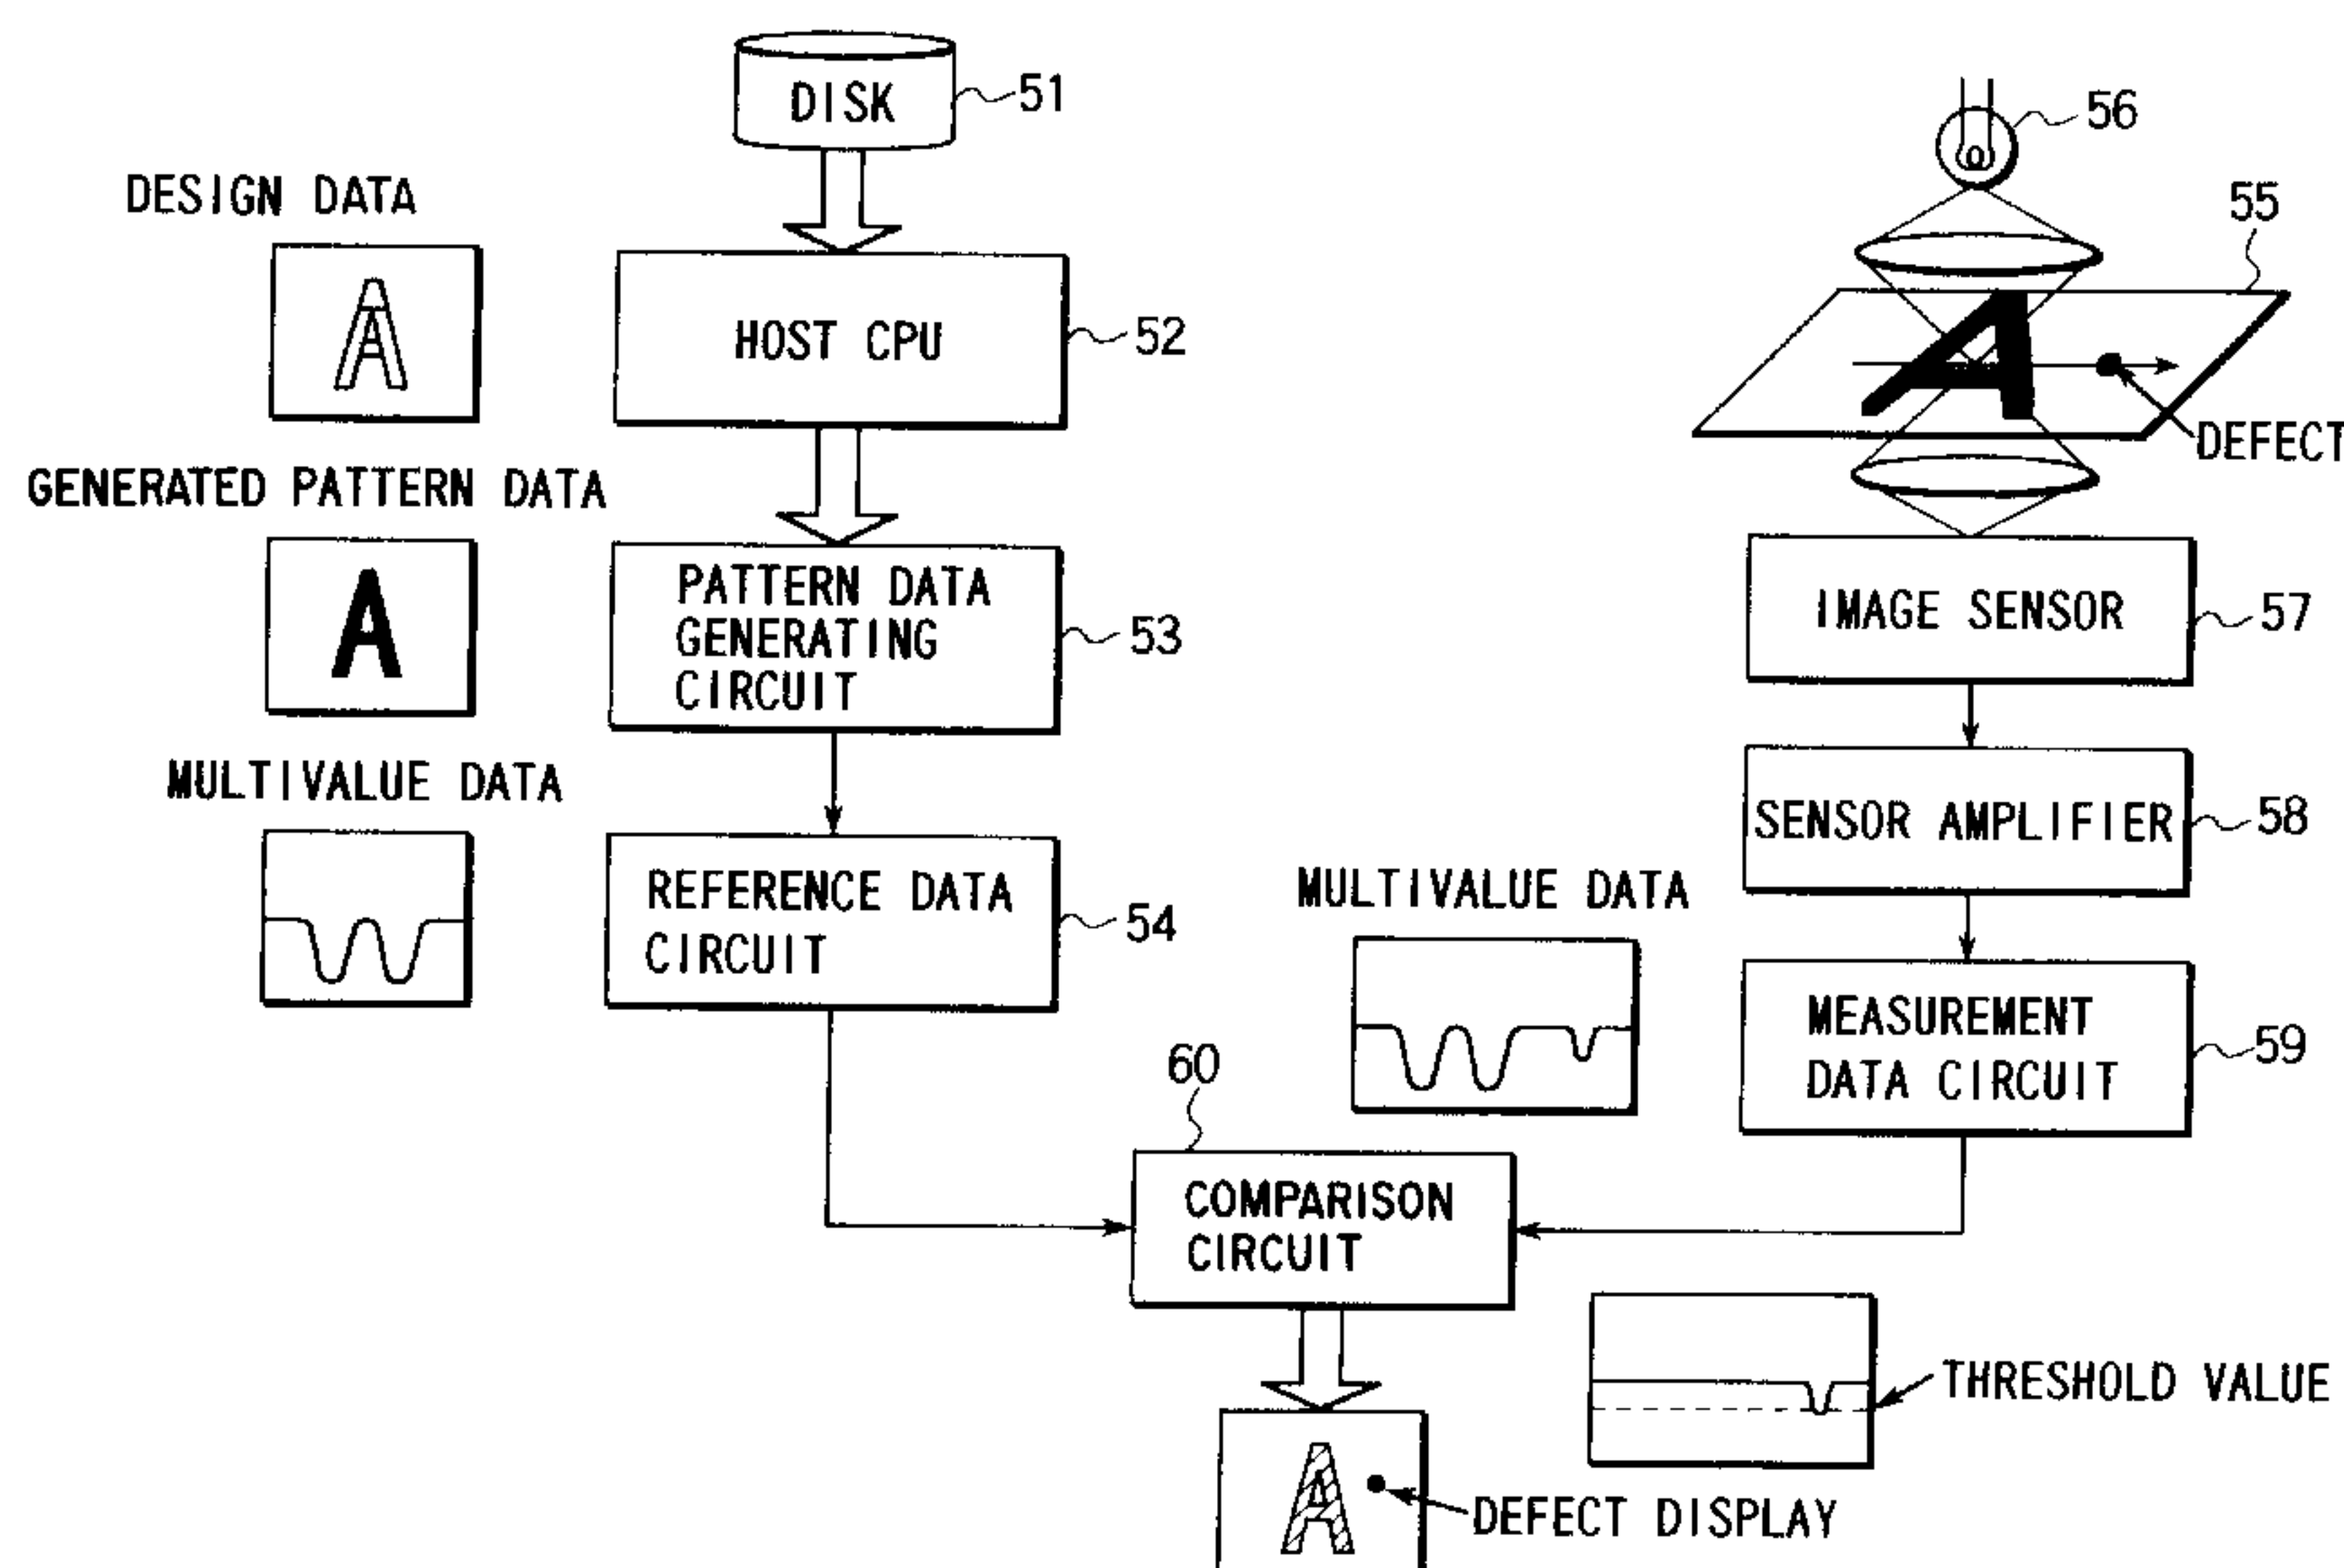 DISK
51
56
DESIGN DATA
55
A
HOST CPU
52
A
DEFECT
GENERATED PATTERN DATA
A
PATTERN DATA
GENERATING
CIRCUIT
53
IMAGE SENSOR
57
MULTIVALUE DATA
SENSOR AMPLIFIER
58
REFERENCE DATA
CIRCUIT
54
MULTIVALUE DATA
MEASUREMENT
DATA CIRCUIT
59
60
COMPARISON
CIRCUIT
THRESHOLD VALUE
A
DEFECT DISPLAY